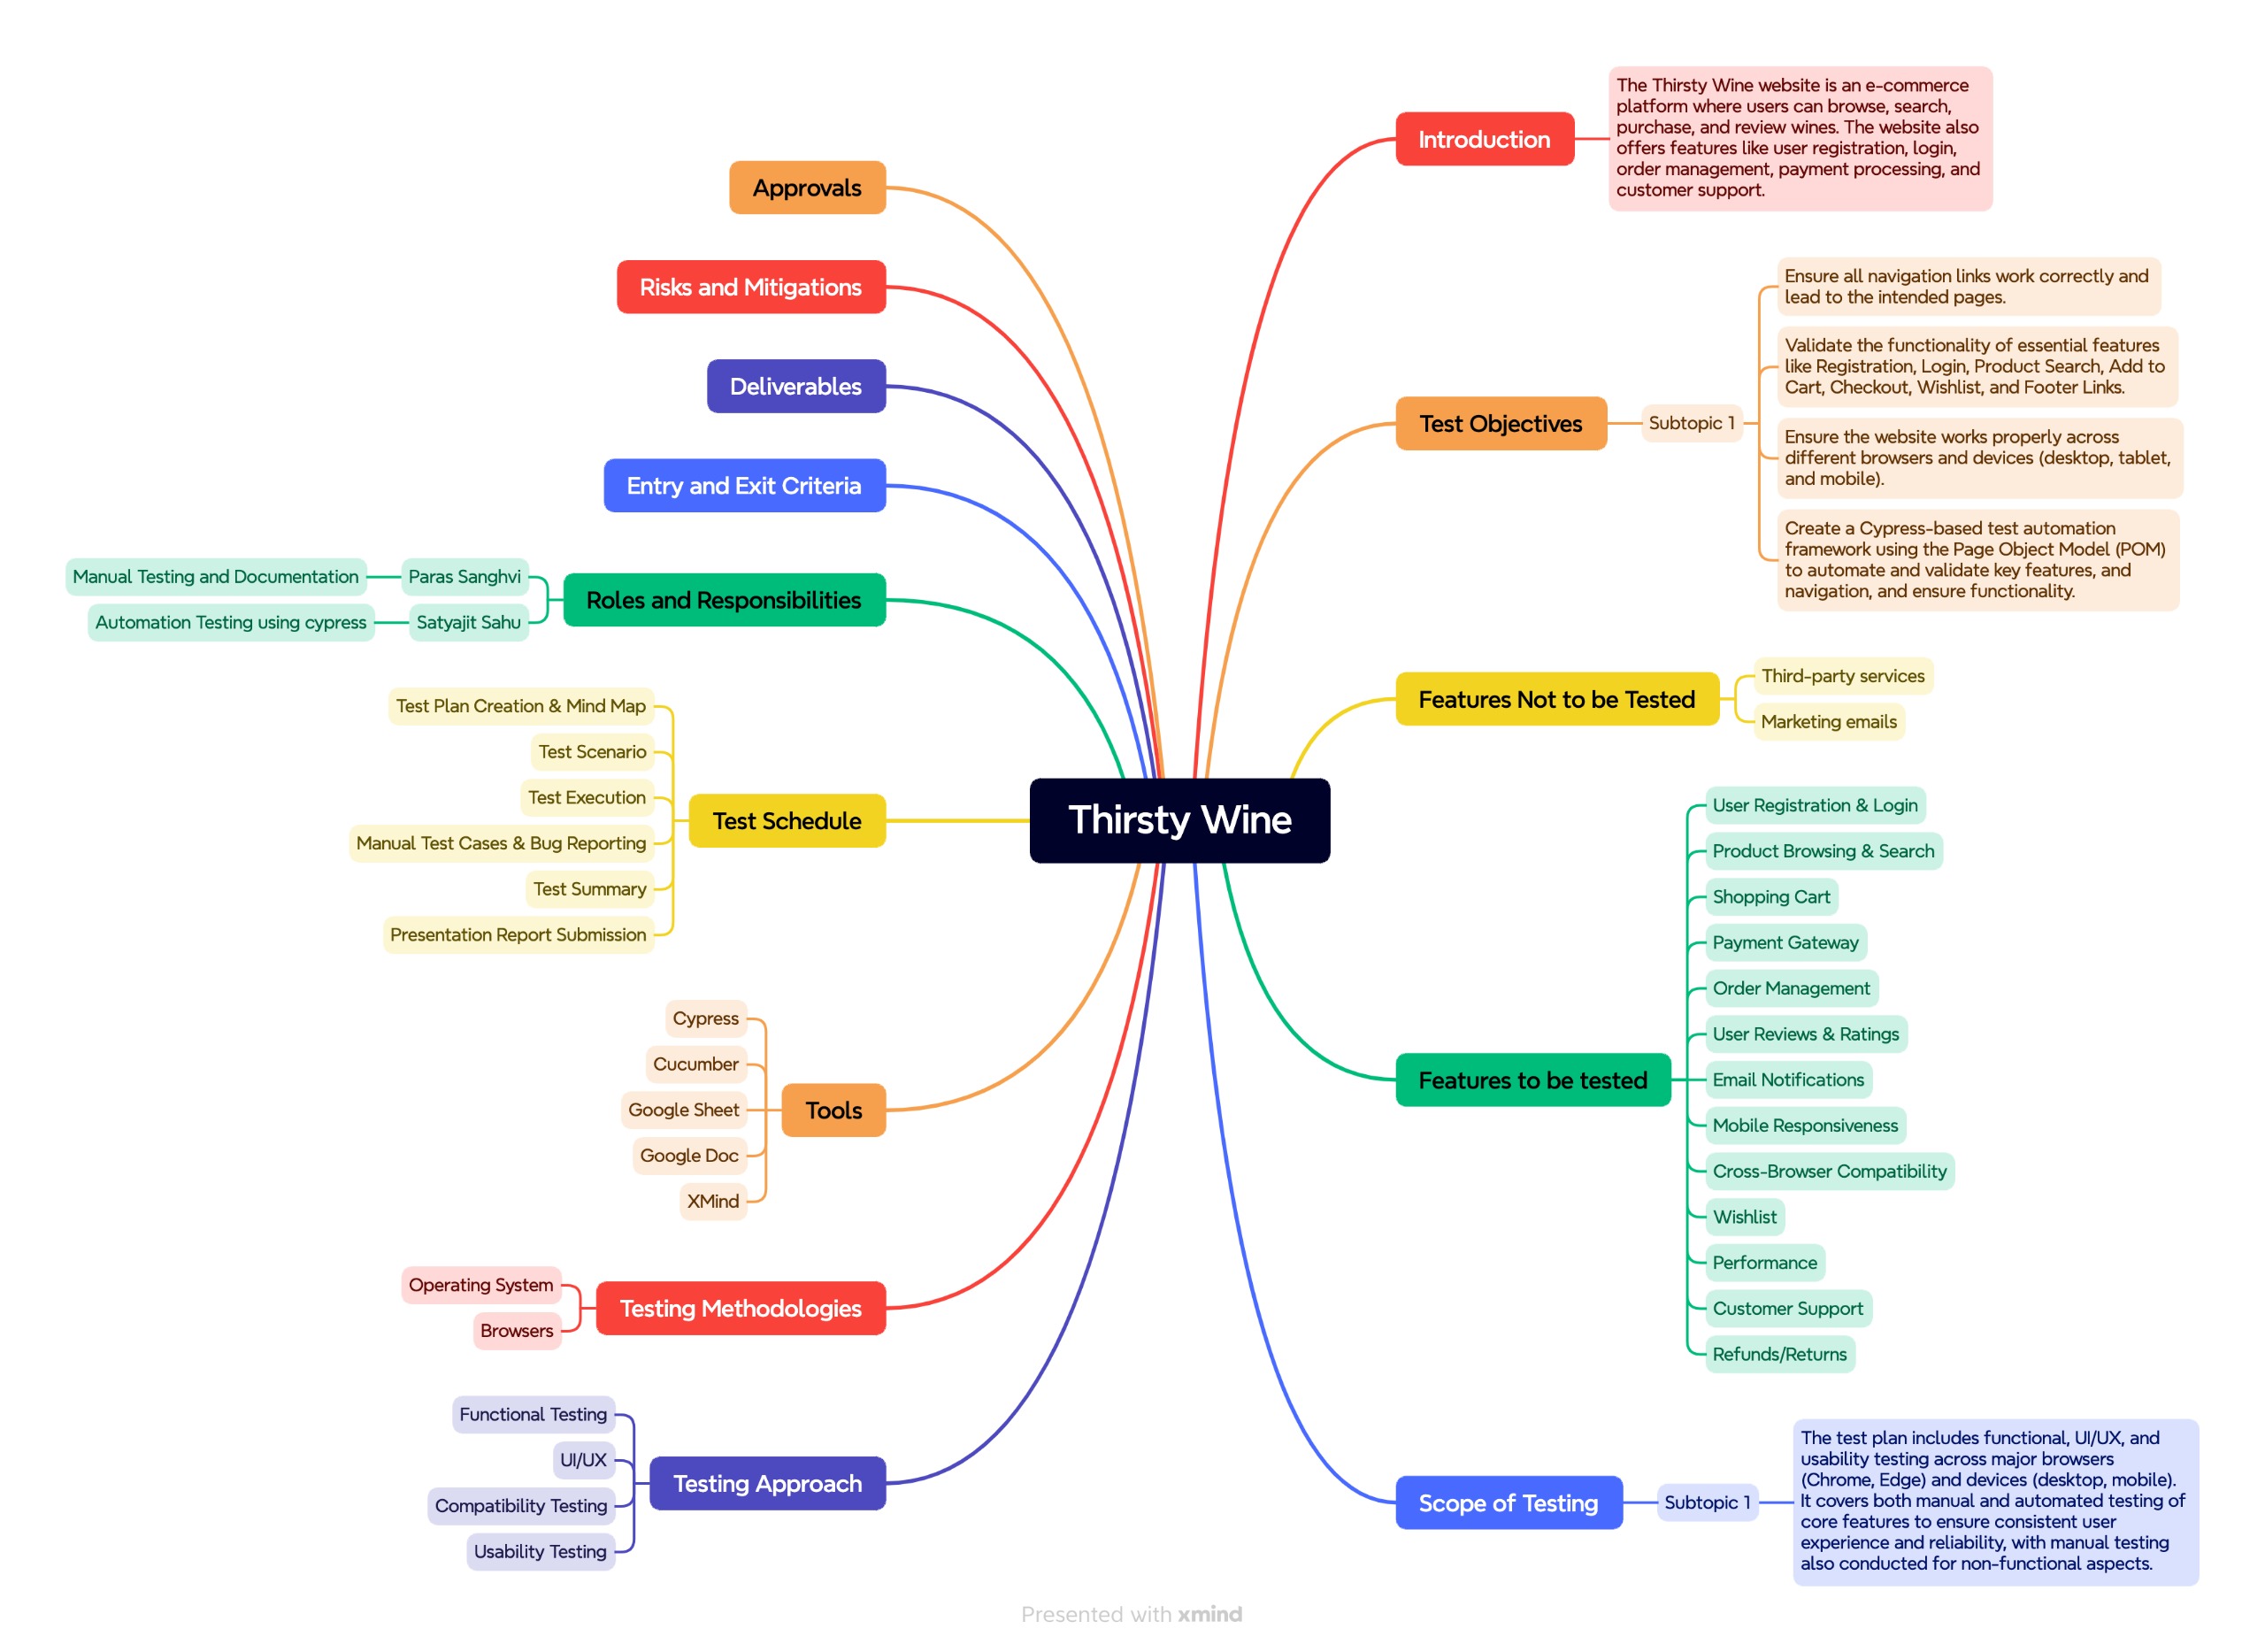 Thirsty Wine
Introduction
The Thirsty Wine website is an e-commerce
platform where users can browse, search,
purchase, and review wines. The website also
offers features like user registration, login,
order management, payment processing, and
customer support.
Test Objectives
Subtopic 1
Ensure all navigation links work correctly and
lead to the intended pages.
Validate the functionality of essential features
like Registration, Login, Product Search, Add to
Cart, Checkout, Wishlist, and Footer Links.
Ensure the website works properly across
different browsers and devices (desktop, tablet,
and mobile).
Create a Cypress-based test automation
framework using the Page Object Model (POM)
to automate and validate key features, and
navigation, and ensure functionality.
Features Not to be Tested
Third-party services
Marketing emails
Features to be tested
User Registration & Login
Product Browsing & Search
Shopping Cart
Payment Gateway
Order Management
User Reviews & Ratings
Email Notifications
Mobile Responsiveness
Cross-Browser Compatibility
Wishlist
Performance
Customer Support
Refunds/Returns
Scope of Testing
Subtopic 1
The test plan includes functional, UI/UX, and
usability testing across major browsers
(Chrome, Edge) and devices (desktop, mobile).
It covers both manual and automated testing of
core features to ensure consistent user
experience and reliability, with manual testing
also conducted for non-functional aspects.
Approvals
Risks and Mitigations
Deliverables
Entry and Exit Criteria
Roles and Responsibilities
Paras Sanghvi
Manual Testing and Documentation
Satyajit Sahu
Automation Testing using cypress
Test Schedule
Test Plan Creation & Mind Map
Test Scenario
Test Execution
Manual Test Cases & Bug Reporting
Test Summary
Presentation Report Submission
Tools
Cypress
Cucumber
Google Sheet
Google Doc
XMind
Testing Methodologies
Operating System
Browsers
Testing Approach
Functional Testing
UI/UX
Compatibility Testing
Usability Testing
Presented with xmind